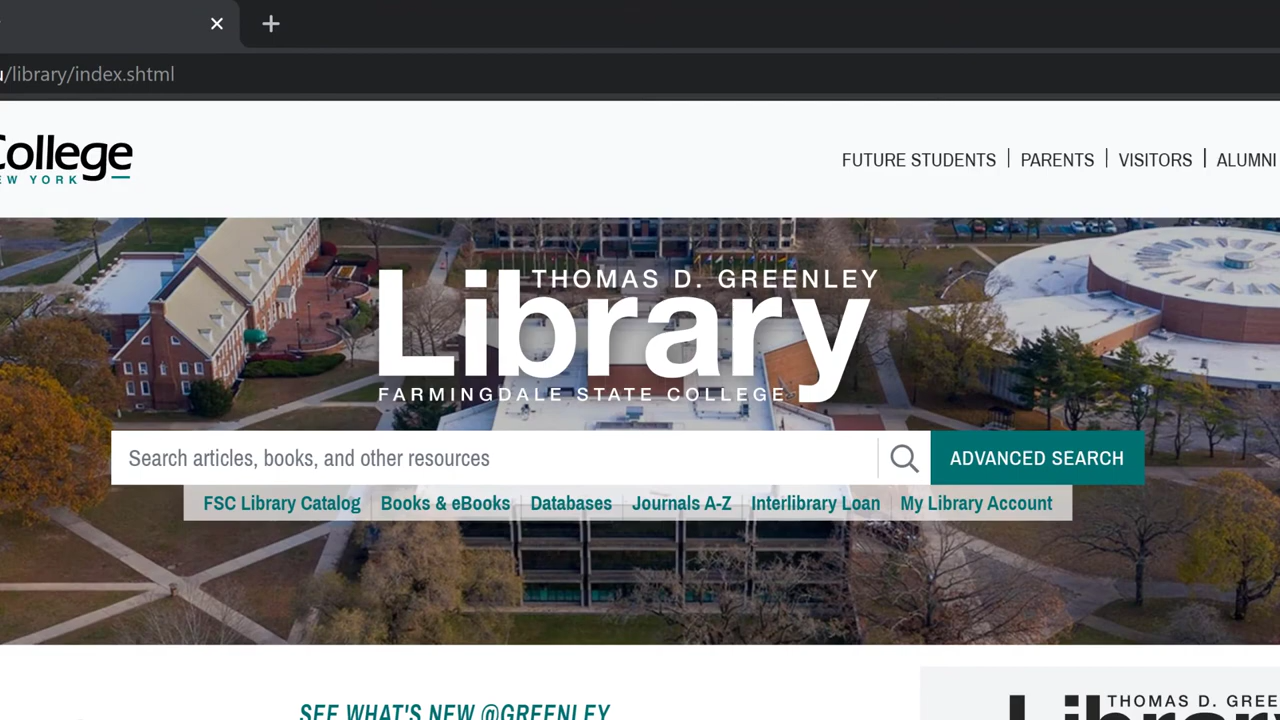 /library/index.shtml
College
EW YORK
FUTURE STUDENTS | PARENTS | VISITORS | ALUMNI
THOMAS D. GREENLEY
Library
FARMINGDALE STATE COLLEGE
Search articles, books, and other resources
ADVANCED SEARCH
FSC Library Catalog Books & eBooks Databases Journals A-Z Interlibrary Loan My Library Account
SEE WHAT'S NEW @GREENLEY
THOMAS D. GREE
Library